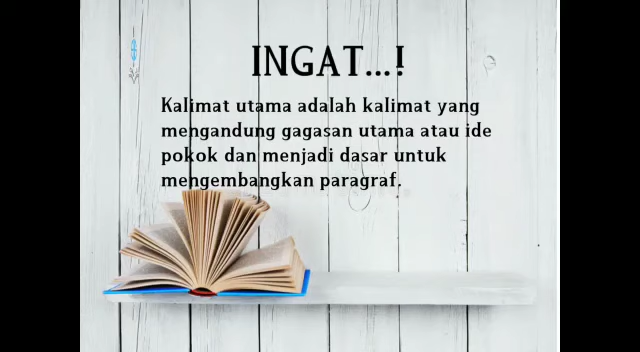 INGAT...!
Kalimat utama adalah kalimat yang
mengandung gagasan utama atau ide
pokok dan menjadi dasar untuk
mengembangkan paragraf.